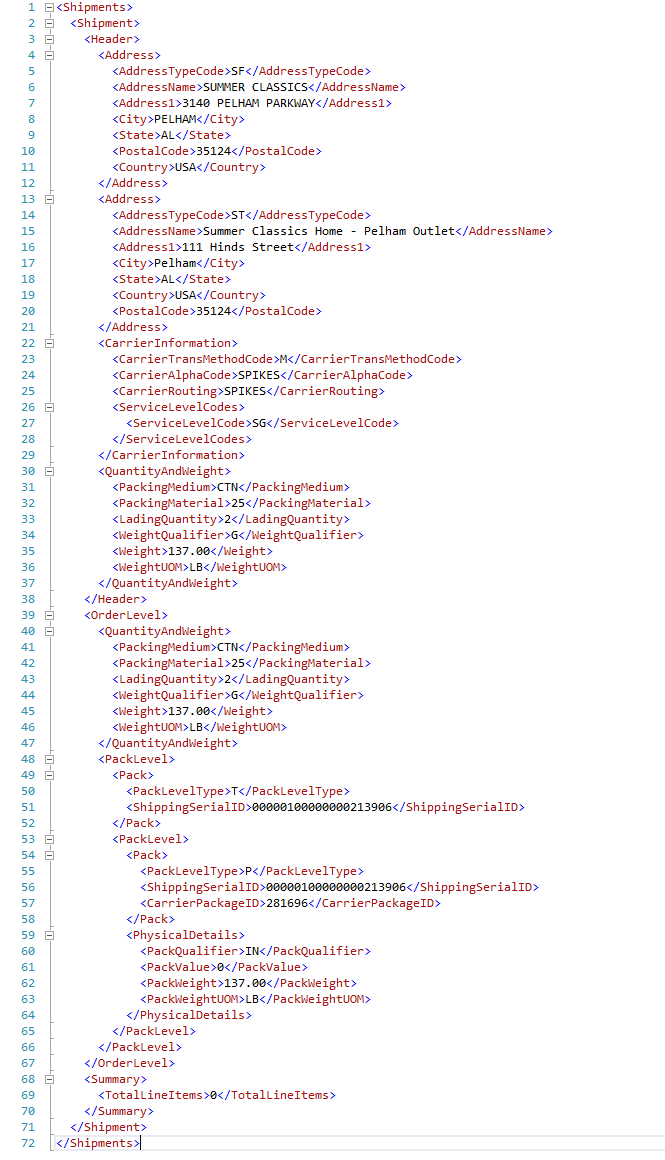 1 <Shipments>
2 <Shipment>
3 <Header>
4 <Address>
5 <AddressTypeCode>SF</AddressTypeCode>
6 <AddressName>SUMMER CLASSICS</AddressName>
7 <Address1>3140 PELHAM PARKWAY</Address1>
8 <City>PELHAM</City>
9 <State>AL</State>
10 <PostalCode>35124</PostalCode>
11 <Country>USA</Country>
12 </Address>
13 <Address>
14 <AddressTypeCode>ST</AddressTypeCode>
15 <AddressName>Summer Classics Home - Pelham Outlet</AddressName>
16 <Address1>111 Hinds Street</Address1>
17 <City>Pelham</City>
18 <State>AL</State>
19 <Country>USA</Country>
20 <PostalCode>35124</PostalCode>
21 </Address>
22 <CarrierInformation>
23 <CarrierTransMethodCode>M</CarrierTransMethodCode>
24 <CarrierAlphaCode>SPIKES</CarrierAlphaCode>
25 <CarrierRouting>SPIKES</CarrierRouting>
26 <ServiceLevelCodes>
27 <ServiceLevelCode>SG</ServiceLevelCode>
28 </ServiceLevelCodes>
29 </CarrierInformation>
30 <QuantityAndWeight>
31 <PackingMedium>CTN</PackingMedium>
32 <PackingMaterial>25</PackingMaterial>
33 <LadingQuantity>2</LadingQuantity>
34 <WeightQualifier>G</WeightQualifier>
35 <Weight>137.00</Weight>
36 <WeightUOM>LB</WeightUOM>
37 </QuantityAndWeight>
38 </Header>
39 <OrderLevel>
40 <QuantityAndWeight>
41 <PackingMedium>CTN</PackingMedium>
42 <PackingMaterial>25</PackingMaterial>
43 <LadingQuantity>2</LadingQuantity>
44 <WeightQualifier>G</WeightQualifier>
45 <Weight>137.00</Weight>
46 <WeightUOM>LB</WeightUOM>
47 </QuantityAndWeight>
48 <PackLevel>
49 <Pack>
50 <PackLevelType>T</PackLevelType>
51 <ShippingSerialID>00000100000000213906</ShippingSerialID>
52 </Pack>
53 <PackLevel>
54 <Pack>
55 <PackLevelType>P</PackLevelType>
56 <ShippingSerialID>00000100000000213906</ShippingSerialID>
57 <CarrierPackageID>281696</CarrierPackageID>
58 </Pack>
59 <PhysicalDetails>
60 <PackQualifier>IN</PackQualifier>
61 <PackValue>0</PackValue>
62 <PackWeight>137.00</PackWeight>
63 <PackWeightUOM>LB</PackWeightUOM>
64 </PhysicalDetails>
65 </PackLevel>
66 </PackLevel>
67 </OrderLevel>
68 <Summary>
69 <TotalLineItems>0</TotalLineItems>
70 </Summary>
71 </Shipment>
72 </Shipments>